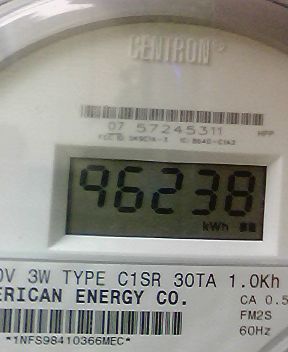 CENTRON
07 57245311 HPP
96238
kWh
0V 3W TYPE C1SR 30TA 1.0Kh
ERICAN ENERGY CO.
CA 0.5
FM2S
60Hz
*1NFS98410366MEC*